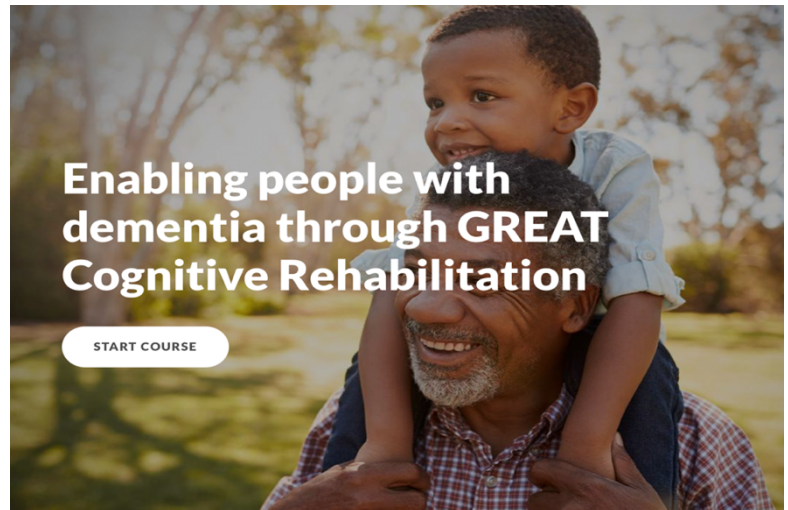 Enabling people with
dementia through GREAT
Cognitive Rehabilitation
START COURSE